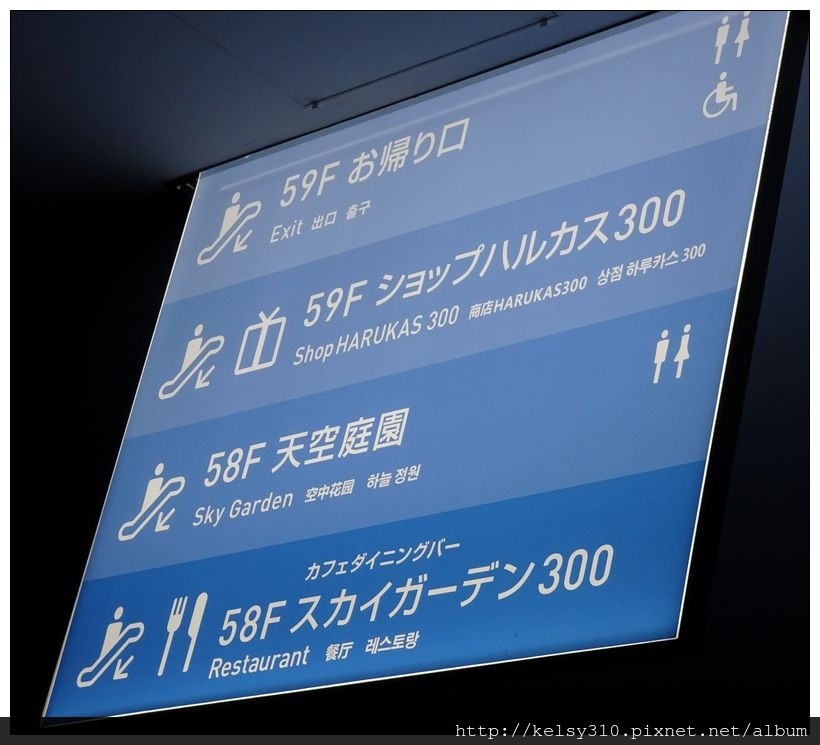 59F お帰り口
Exit 出口 출구
59F ショップハルカス300
Shop HARUKAS 300 商店HARUKAS300 상점 하루카스 300
58F 天空庭園
Sky Garden 空中花园 하늘 정원
カフェダイニングバー
58F スカイガーデン300
Restaurant 餐厅 레스토랑
http://kelsy310.pixnet.net/album